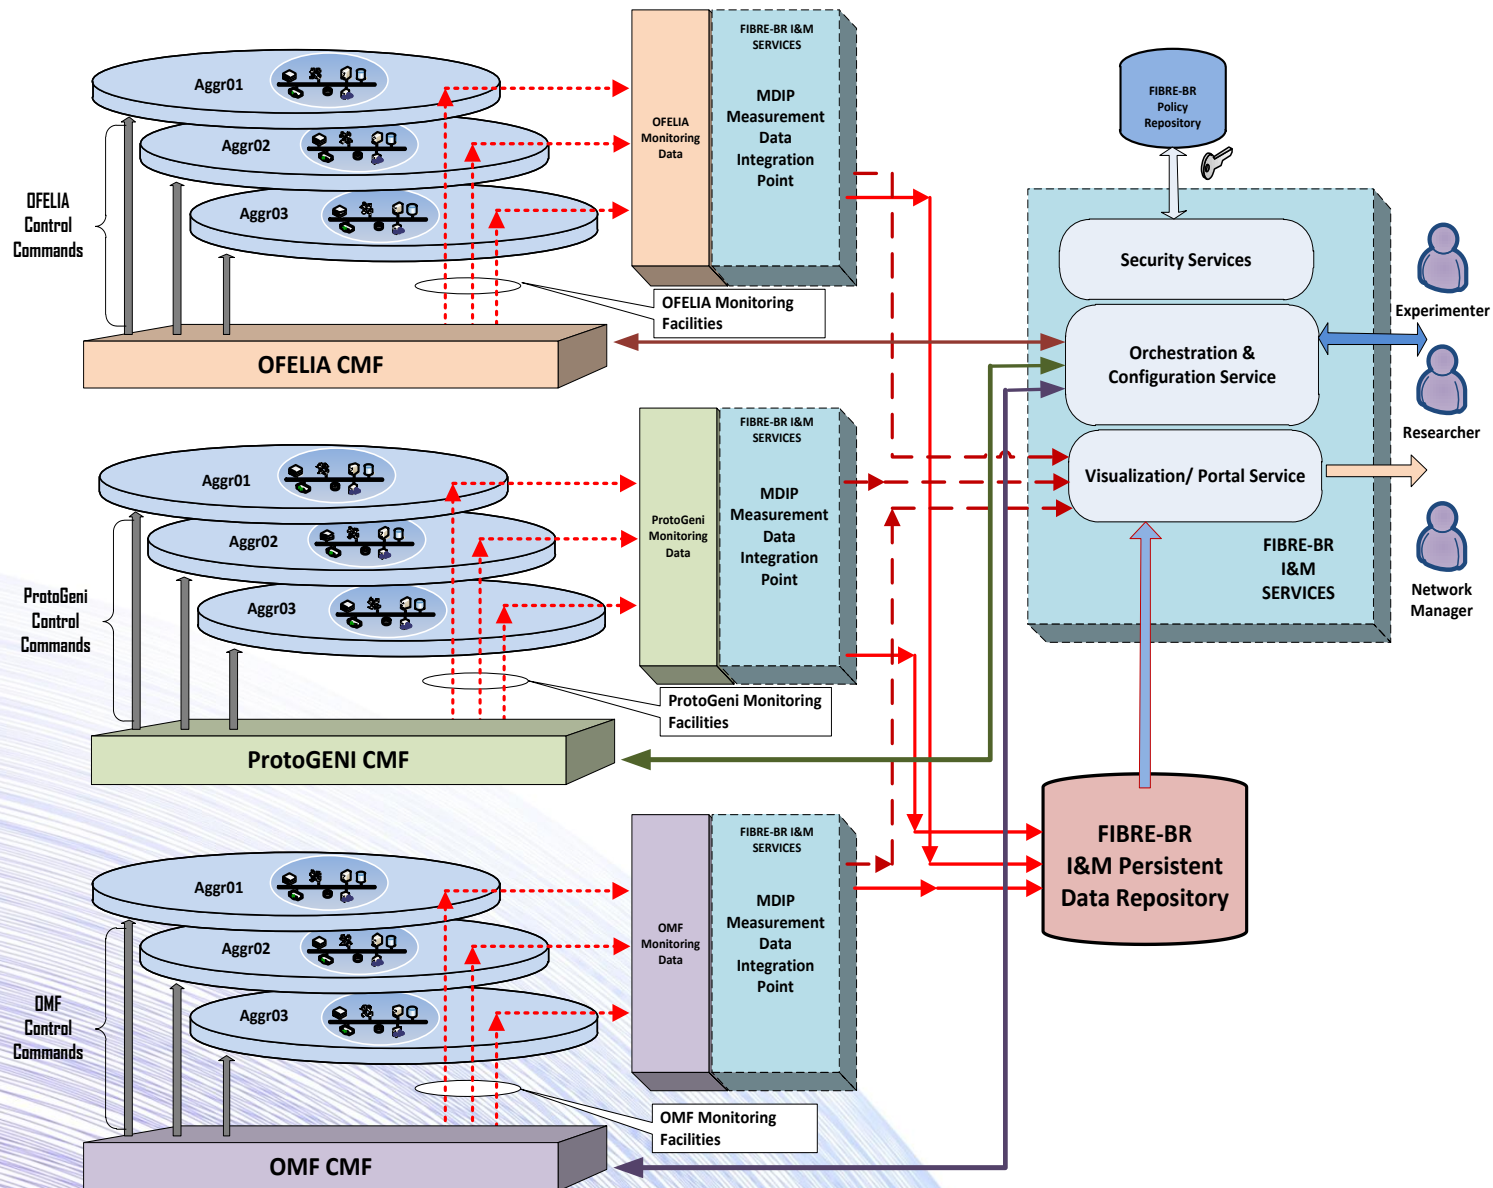 Aggr01
Aggr02
Aggr03
OFELIA
Control
Commands
OFELIA CMF
OFELIA Monitoring
Facilities
OFELIA
Monitoring
Data
FIBRE-BR I&M
SERVICES
MDIP
Measurement
Data
Integration
Point
Aggr01
Aggr02
Aggr03
ProtoGeni
Control
Commands
ProtoGENI CMF
ProtoGeni Monitoring
Facilities
ProtoGeni
Monitoring
Data
FIBRE-BR I&M
SERVICES
MDIP
Measurement
Data
Integration
Point
Aggr01
Aggr02
Aggr03
OMF
Control
Commands
OMF CMF
OMF Monitoring
Facilities
OMF
Monitoring
Data
FIBRE-BR I&M
SERVICES
MDIP
Measurement
Data
Integration
Point
FIBRE-BR
Policy
Repository
Security Services
Orchestration &
Configuration Service
Visualization/ Portal Service
FIBRE-BR
I&M
SERVICES
Experimenter
Researcher
Network
Manager
FIBRE-BR
I&M Persistent
Data Repository